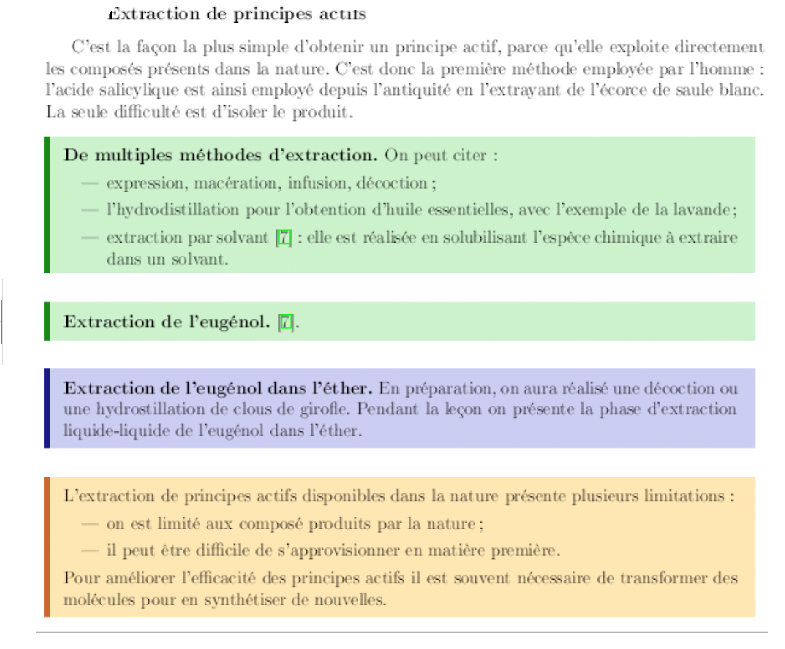 Extraction de principes actifs
C'est la façon la plus simple d'obtenir un principe actif, parce qu'elle exploite directement
les composés présents dans la nature. C'est donc la première méthode employée par l'homme :
l'acide salicylique est ainsi employé depuis l'antiquité en l'extrayant de l'écorce de saule blanc.
La seule difficulté est d'isoler le produit.
De multiples méthodes d'extraction. On peut citer :
— expression, macération, infusion, décoction ;
— l'hydrodistillation pour l'obtention d'huile essentielles, avec l'exemple de la lavande ;
— extraction par solvant [7] : elle est réalisée en solubilisant l'espèce chimique à extraire
dans un solvant.
Extraction de l'eugénol. [7].
Extraction de l'eugénol dans l'éther. En préparation, on aura réalisé une décoction ou
une hydrostillation de clous de girofle. Pendant la leçon on présente la phase d'extraction
liquide-liquide de l'eugénol dans l'éther.
L'extraction de principes actifs disponibles dans la nature présente plusieurs limitations :
— on est limité aux composé produits par la nature ;
— il peut être difficile de s'approvisionner en matière première.
Pour améliorer l'efficacité des principes actifs il est souvent nécessaire de transformer des
molécules pour en synthétiser de nouvelles.